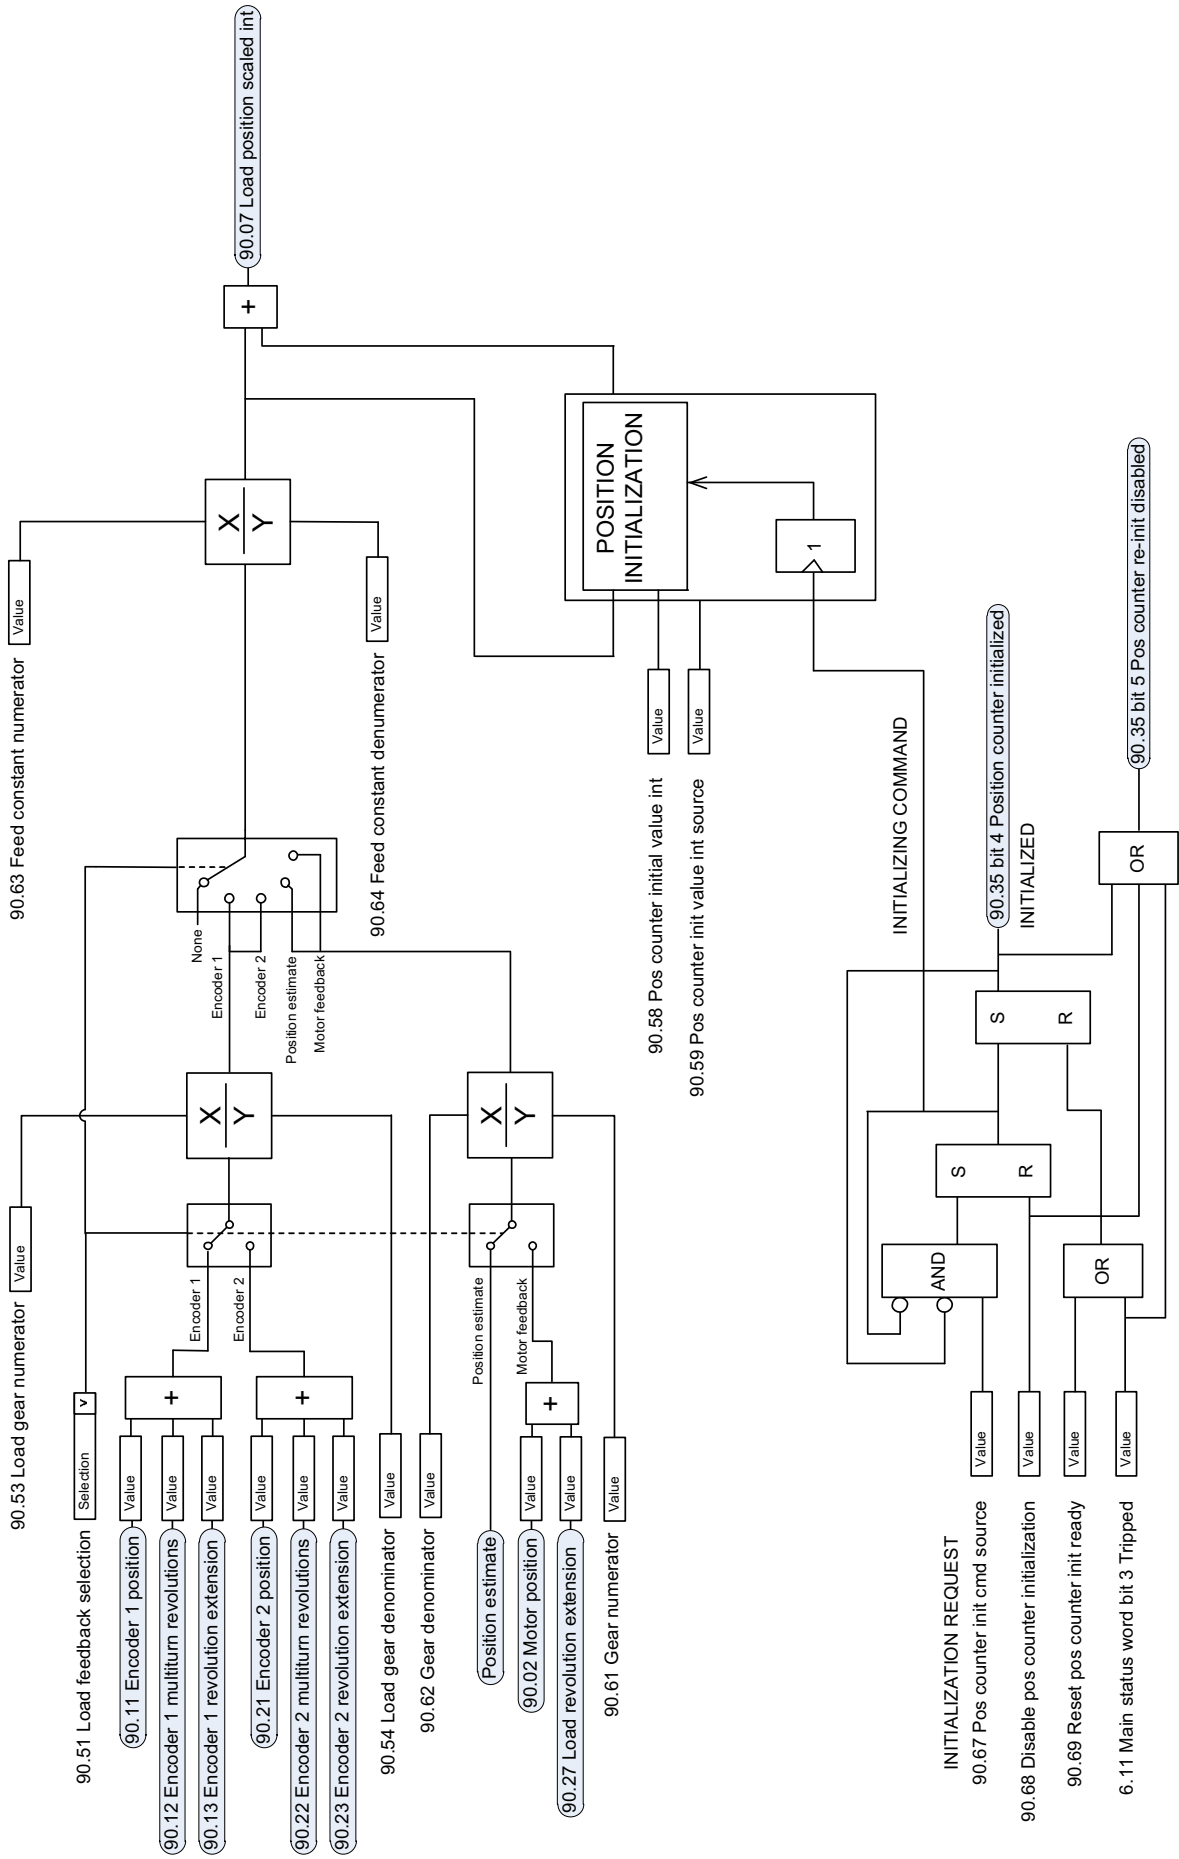 90.53 Load gear numerator
Value
90.51 Load feedback selection
Selection
v
90.11 Encoder 1 position
Value
90.12 Encoder 1 multiturn revolutions
Value
90.13 Encoder 1 revolution extension
Value
+
90.21 Encoder 2 position
Value
90.22 Encoder 2 multiturn revolutions
Value
90.23 Encoder 2 revolution extension
Value
+
90.54 Load gear denominator
Value
90.62 Gear denominator
Value
Position estimate
90.02 Motor position
Value
90.27 Load revolution extension
Value
+
90.61 Gear numerator
Value
Encoder 1
Encoder 2
X
Y
Position estimate
Motor feedback
X
Y
None
Encoder 1
Encoder 2
Position estimate
Motor feedback
90.63 Feed constant numerator
Value
X
Y
90.64 Feed constant denumerator
Value
+
90.07 Load position scaled int
90.58 Pos counter initial value int
Value
90.59 Pos counter init value int source
Value
POSITION
INITIALIZATION
1
INITIALIZING COMMAND
INITIALIZATION REQUEST
90.67 Pos counter init cmd source
Value
90.68 Disable pos counter initialization
Value
90.69 Reset pos counter init ready
Value
6.11 Main status word bit 3 Tripped
Value
AND
OR
S
R
S
R
90.35 bit 4 Position counter initialized
INITIALIZED
OR
90.35 bit 5 Pos counter re-init disabled